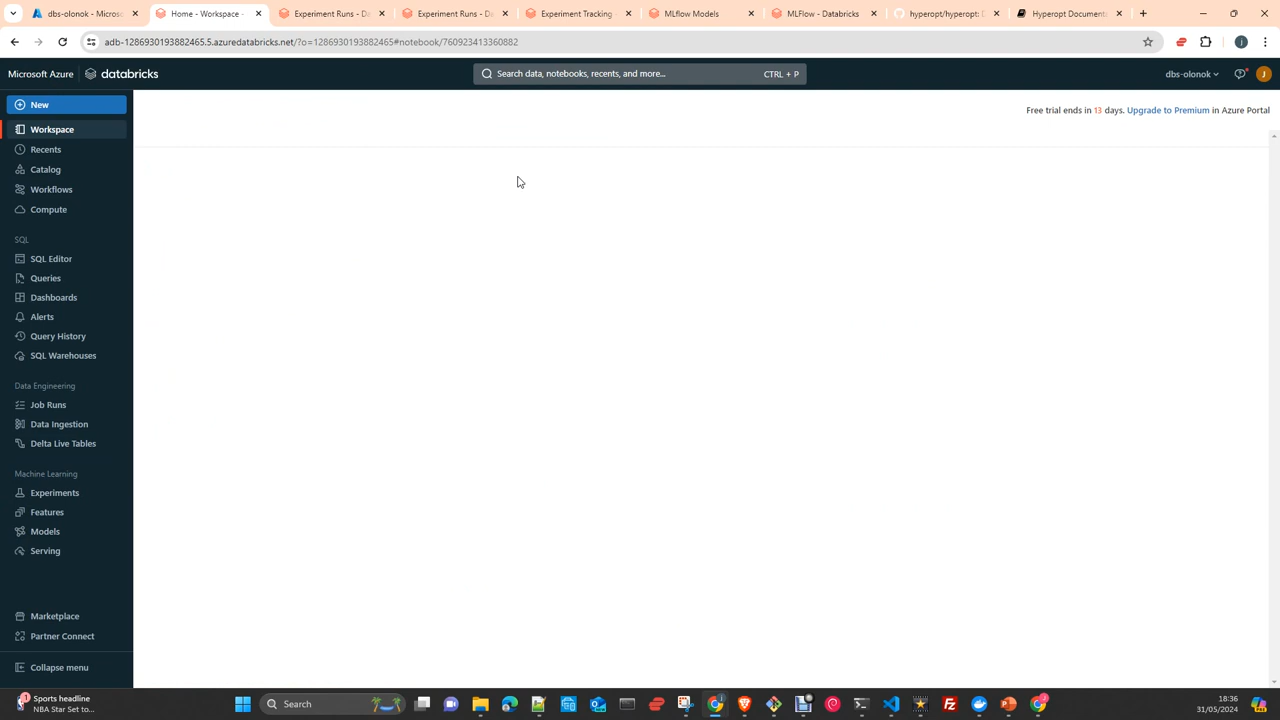 dbs-olonok - Microso
Home - Workspace -
Experiment Runs - Da
Experiment Runs - Da
Experiment Tracking
MLflow Models
MLFlow - Databricks
hyperopt/hyperopt: D
Hyperopt Documenta
adb-1286930193882465.5.azuredatabricks.net/?o=1286930193882465#notebook/760923413360882
Microsoft Azure
databricks
Search data, notebooks, recents, and more...
CTRL + P
dbs-olonok
J
New
Free trial ends in 13 days. Upgrade to Premium in Azure Portal
Workspace
Recents
Catalog
Workflows
Compute
SQL
SQL Editor
Queries
Dashboards
Alerts
Query History
SQL Warehouses
Data Engineering
Job Runs
Data Ingestion
Delta Live Tables
Machine Learning
Experiments
Features
Models
Serving
Marketplace
Partner Connect
Collapse menu
1
Sports headline
NBA Star Set to...
Search
18:36
31/05/2024